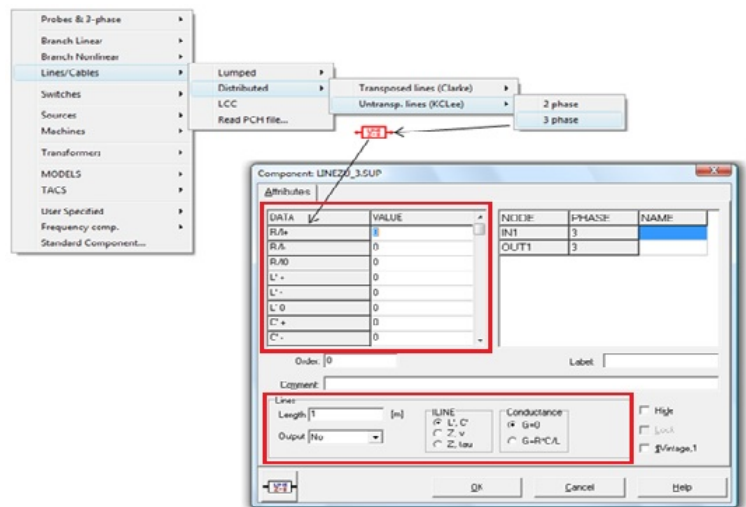 Probes & 3-phase
Branch Linear
Branch Nonlinear
Lines/Cables
Switches
Sources
Machines
Transformers
MODELS
TACS
User Specified
Frequency comp.
Standard Component...
Lumped
Distributed
LCC
Read PCH file...
Transposed lines (Clarke)
Untransp. lines (KCLee)
2 phase
3 phase
Component: LINEZU_3.SUP
Attributes
DATA VALUE
R/l+ 0
R/l- 0
R/l0 0
L'+ 0
L'- 0
L'0 0
C'+ 0
C'- 0
NODE PHASE NAME
IN1 3
OUT1 3
Order: 0
Label:
Comment:
Lines
Length 1 [m]
Output No
ILINE
L', C'
Z, v
Z, tau
Conductance
G=0
G=R*C/L
Hide
Lock
$Vintage,1
OK
Cancel
Help